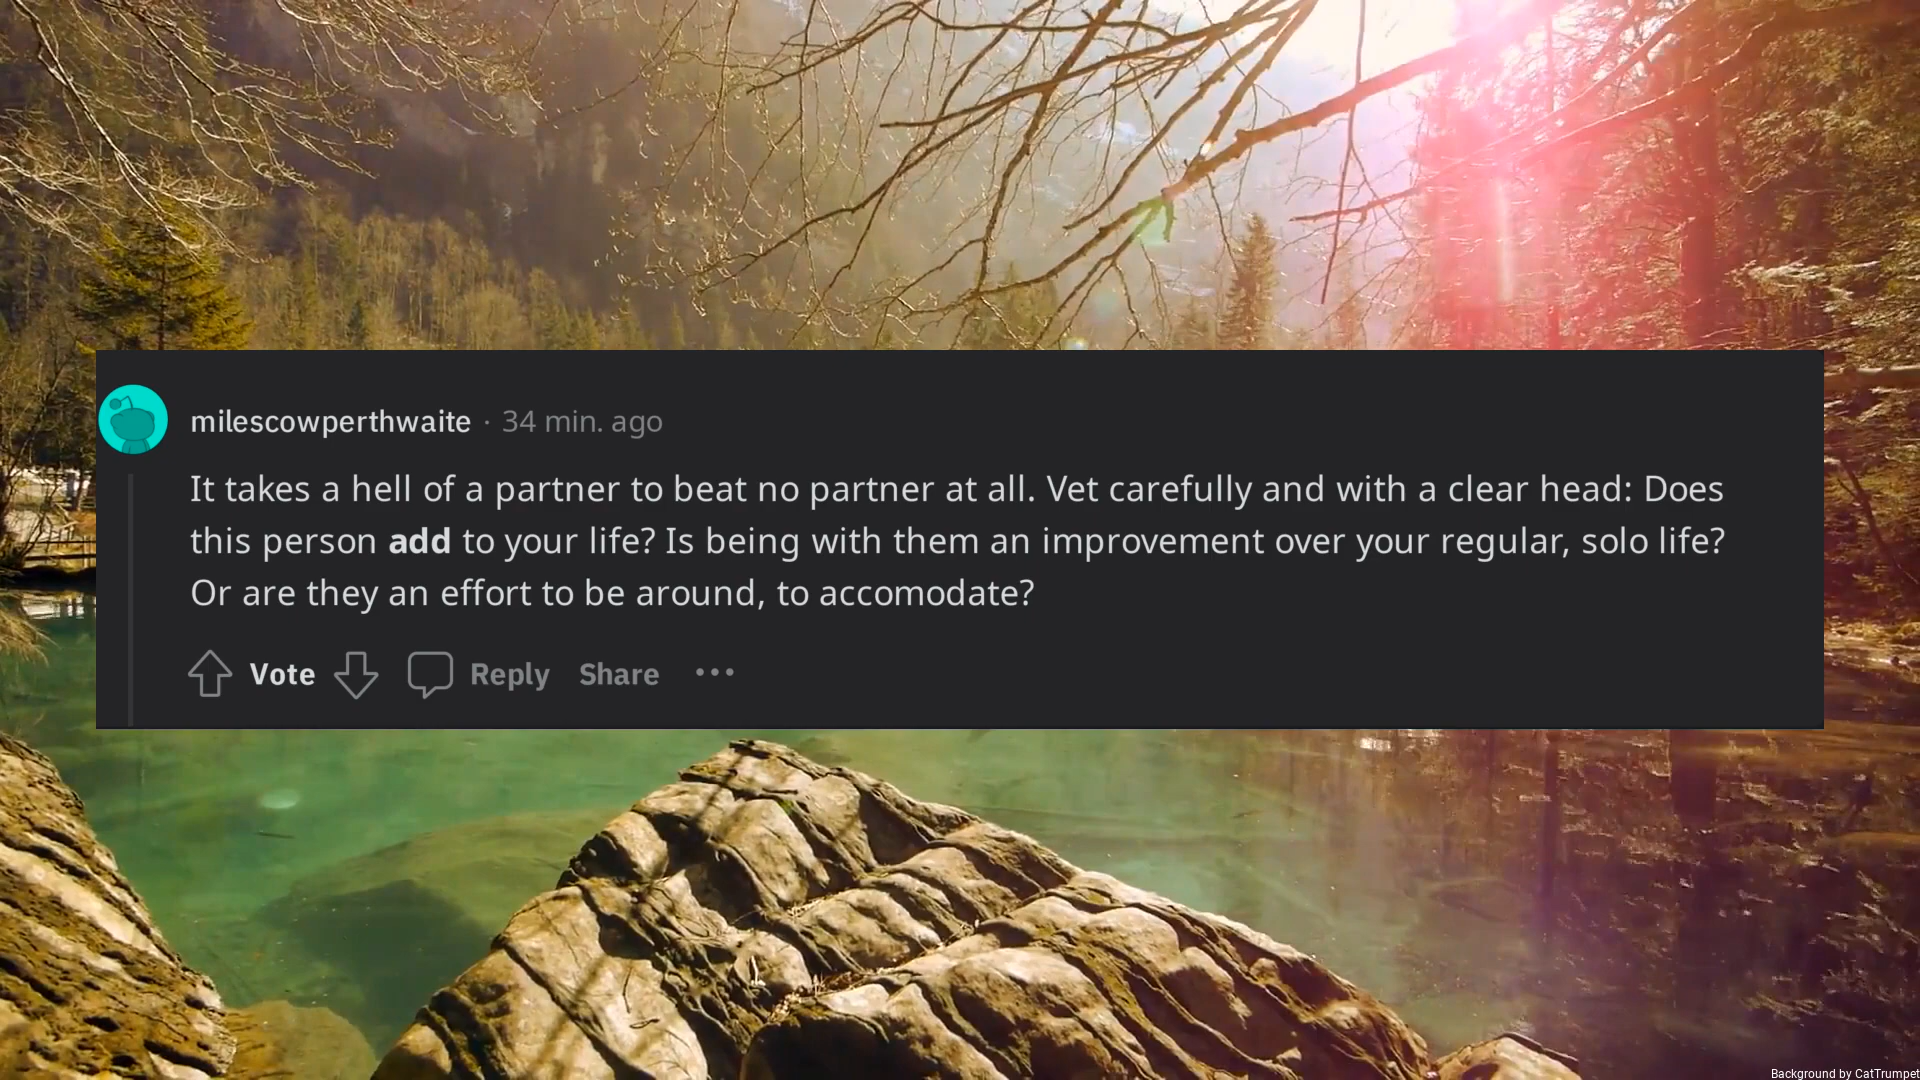 milescowperthwaite · 34 min. ago
It takes a hell of a partner to beat no partner at all. Vet carefully and with a clear head: Does
this person add to your life? Is being with them an improvement over your regular, solo life?
Or are they an effort to be around, to accomodate?
Vote Reply Share ...
Background by CatTrumpet